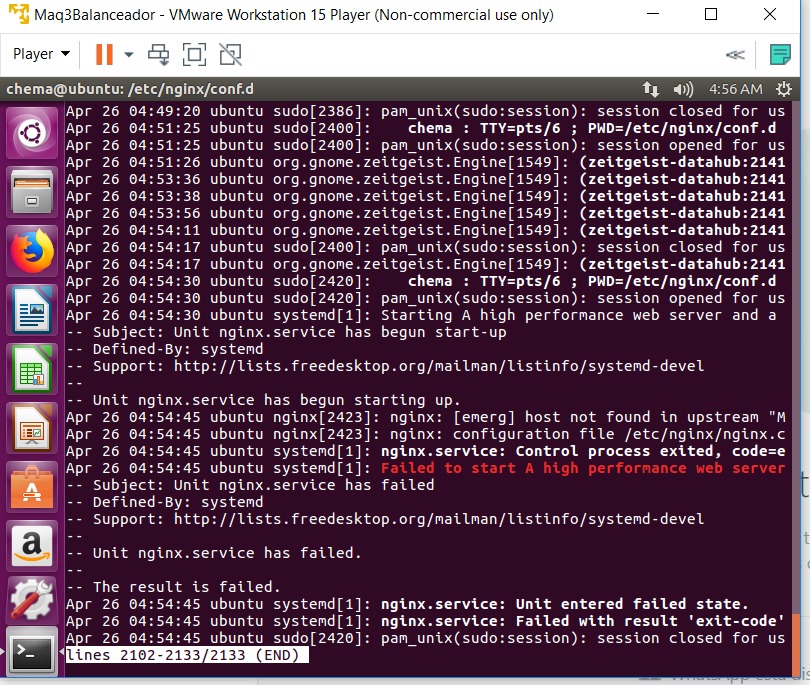 Maq3Balanceador - VMware Workstation 15 Player (Non-commercial use only)
Player
chema@ubuntu: /etc/nginx/conf.d
4:56 AM
Apr 26 04:49:20 ubuntu sudo[2386]: pam_unix(sudo:session): session closed for us
Apr 26 04:51:25 ubuntu sudo[2400]:    chema : TTY=pts/6 ; PWD=/etc/nginx/conf.d
Apr 26 04:51:25 ubuntu sudo[2400]: pam_unix(sudo:session): session opened for us
Apr 26 04:51:26 ubuntu org.gnome.zeitgeist.Engine[1549]: (zeitgeist-datahub:2141
Apr 26 04:53:36 ubuntu org.gnome.zeitgeist.Engine[1549]: (zeitgeist-datahub:2141
Apr 26 04:53:38 ubuntu org.gnome.zeitgeist.Engine[1549]: (zeitgeist-datahub:2141
Apr 26 04:53:56 ubuntu org.gnome.zeitgeist.Engine[1549]: (zeitgeist-datahub:2141
Apr 26 04:54:11 ubuntu org.gnome.zeitgeist.Engine[1549]: (zeitgeist-datahub:2141
Apr 26 04:54:17 ubuntu sudo[2400]: pam_unix(sudo:session): session closed for us
Apr 26 04:54:17 ubuntu org.gnome.zeitgeist.Engine[1549]: (zeitgeist-datahub:2141
Apr 26 04:54:30 ubuntu sudo[2420]:    chema : TTY=pts/6 ; PWD=/etc/nginx/conf.d
Apr 26 04:54:30 ubuntu sudo[2420]: pam_unix(sudo:session): session opened for us
Apr 26 04:54:30 ubuntu systemd[1]: Starting A high performance web server and a
-- Subject: Unit nginx.service has begun start-up
-- Defined-By: systemd
-- Support: http://lists.freedesktop.org/mailman/listinfo/systemd-devel
--
-- Unit nginx.service has begun starting up.
Apr 26 04:54:45 ubuntu nginx[2423]: nginx: [emerg] host not found in upstream "M
Apr 26 04:54:45 ubuntu nginx[2423]: nginx: configuration file /etc/nginx/nginx.c
Apr 26 04:54:45 ubuntu systemd[1]: nginx.service: Control process exited, code=e
Apr 26 04:54:45 ubuntu systemd[1]: Failed to start A high performance web server
-- Subject: Unit nginx.service has failed
-- Defined-By: systemd
-- Support: http://lists.freedesktop.org/mailman/listinfo/systemd-devel
--
-- Unit nginx.service has failed.
--
-- The result is failed.
Apr 26 04:54:45 ubuntu systemd[1]: nginx.service: Unit entered failed state.
Apr 26 04:54:45 ubuntu systemd[1]: nginx.service: Failed with result 'exit-code'
Apr 26 04:54:45 ubuntu sudo[2420]: pam_unix(sudo:session): session closed for us
lines 2102-2133/2133 (END)